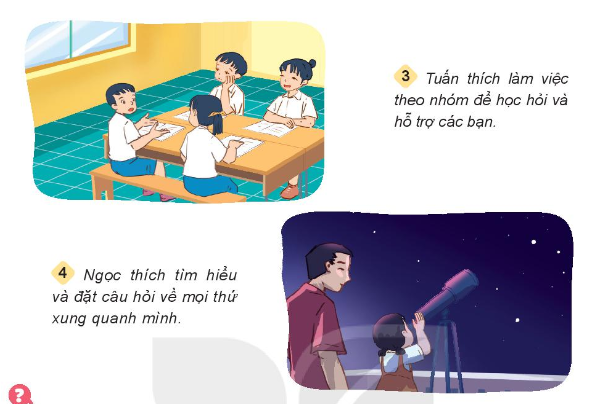 3 Tuấn thích làm việc
theo nhóm để học hỏi và
hỗ trợ các bạn.
4 Ngọc thích tìm hiểu
và đặt câu hỏi về mọi thứ
xung quanh mình.
?